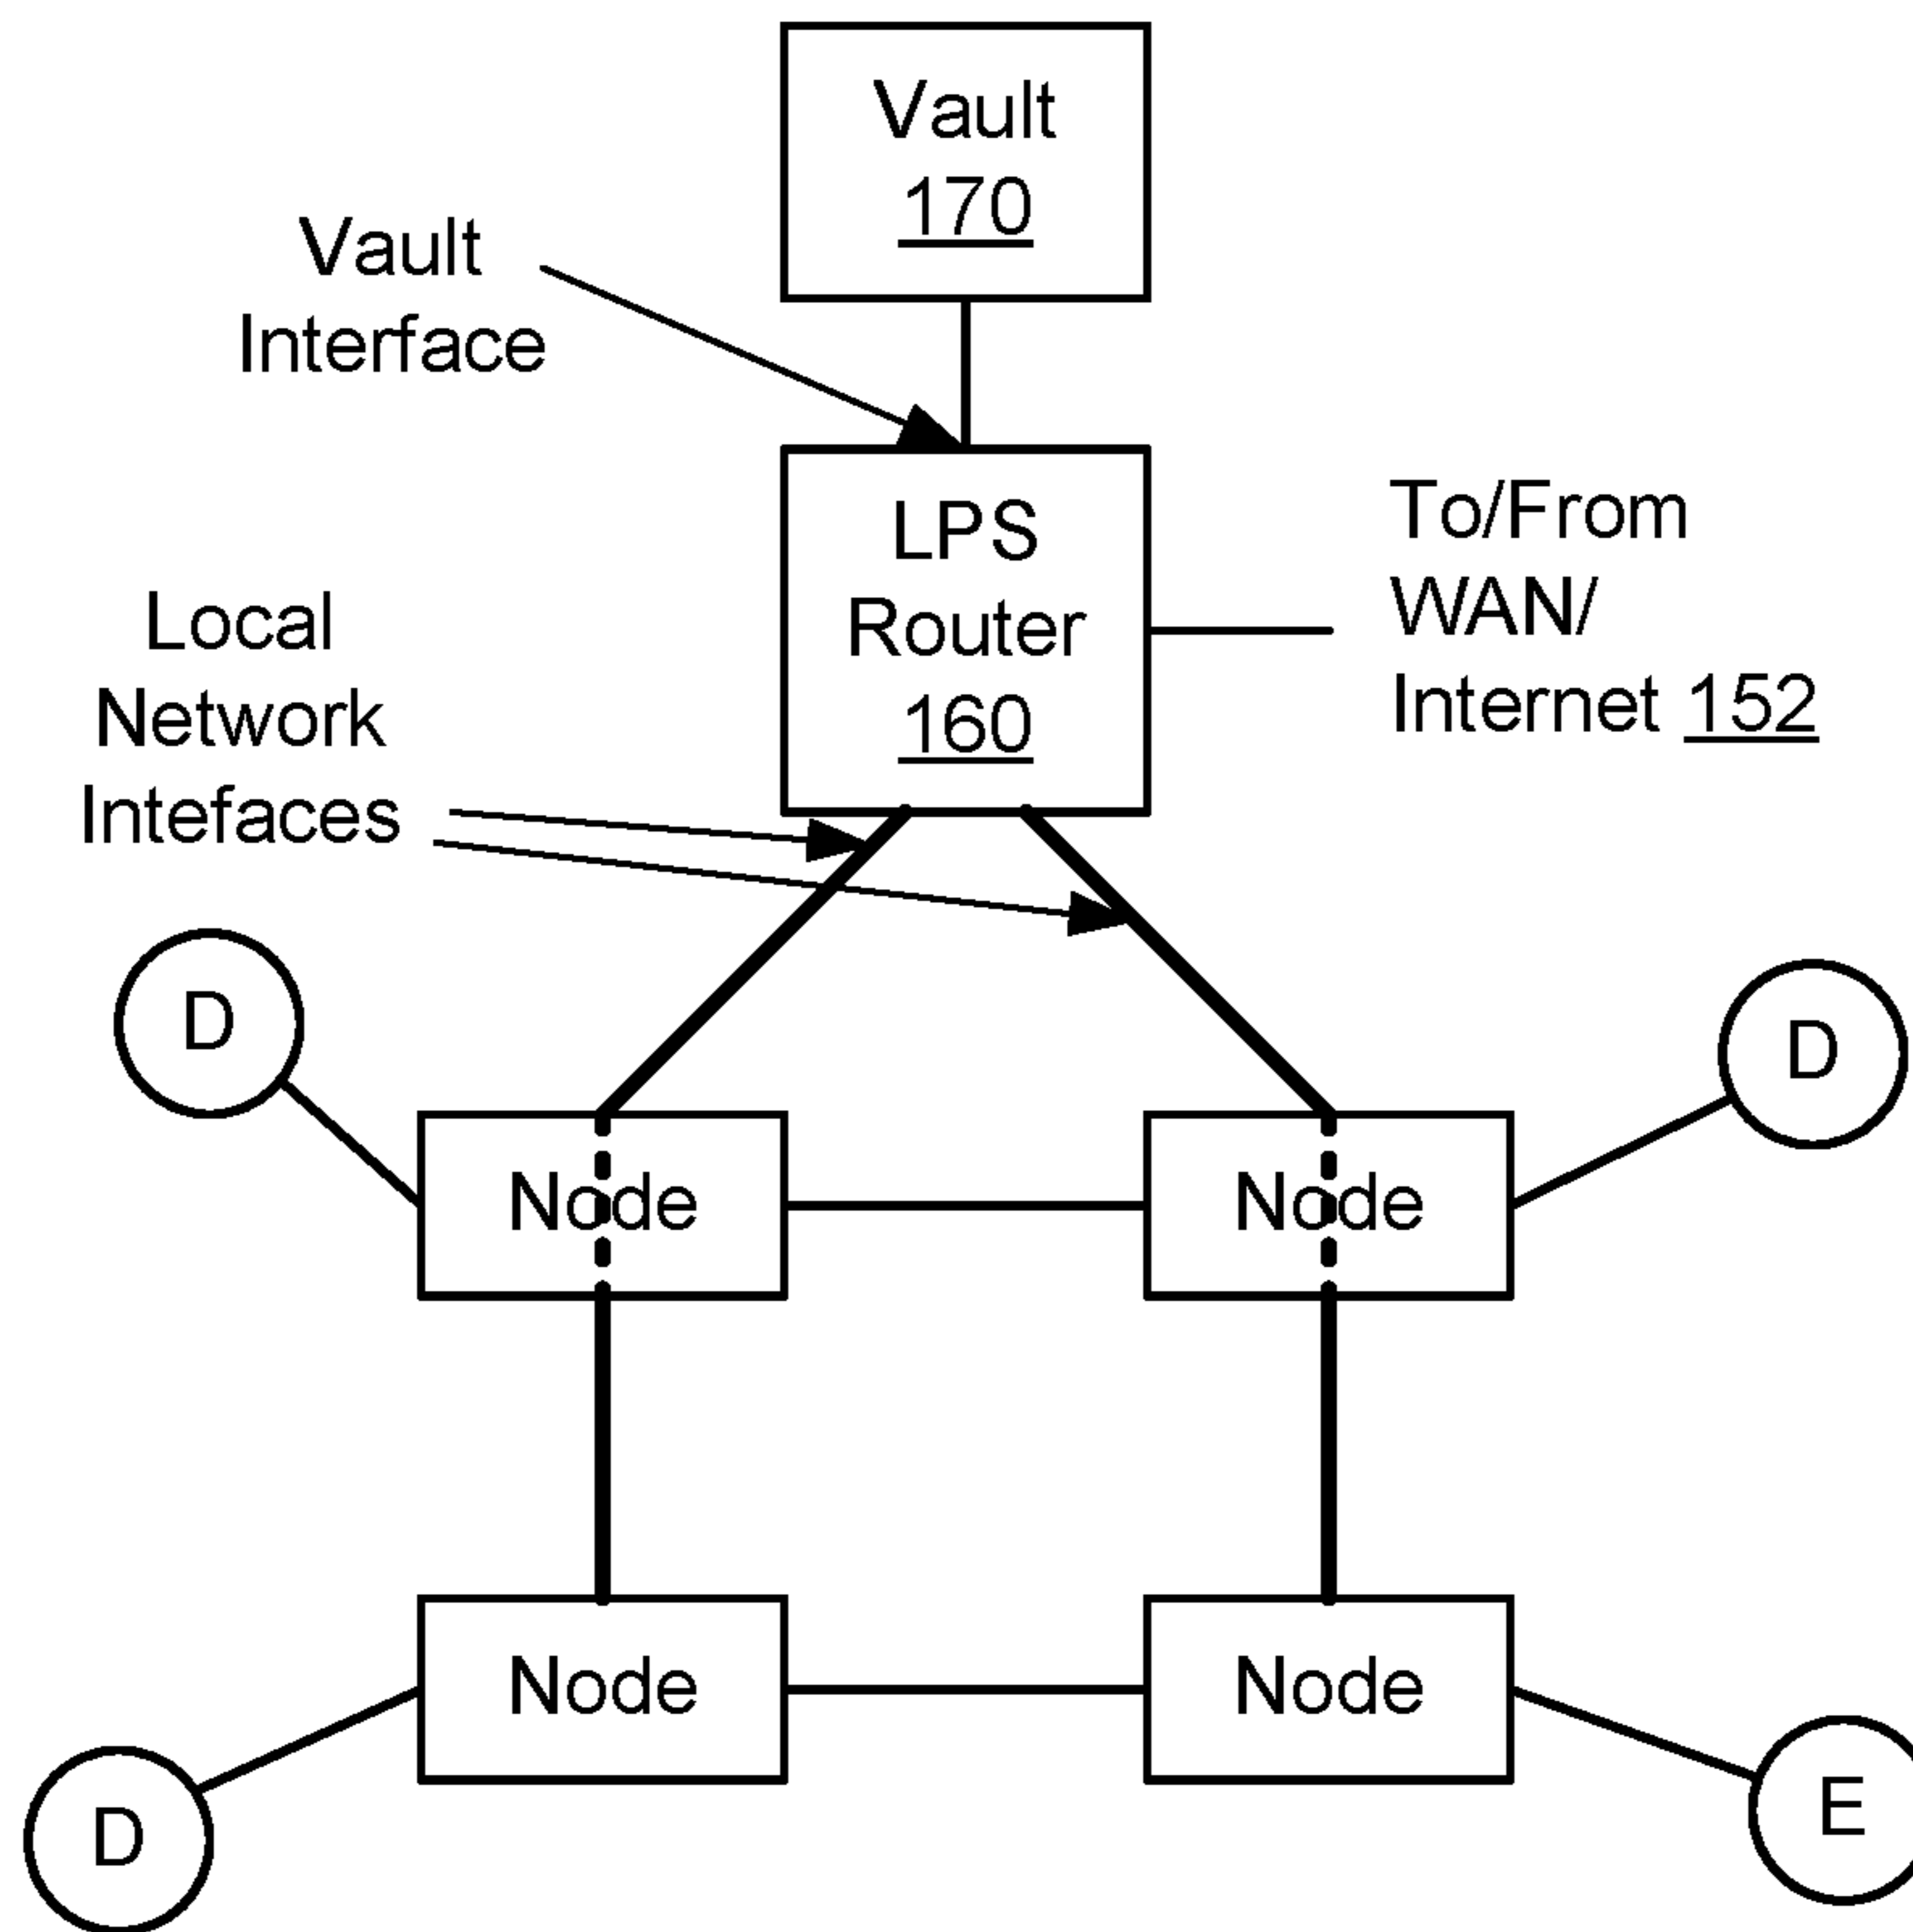 Vault
170
Vault
Interface
LPS
Router
160
To/From
WAN/
Internet 152
Local
Network
Intefaces
D
D
Node
Node
Node
Node
D
E